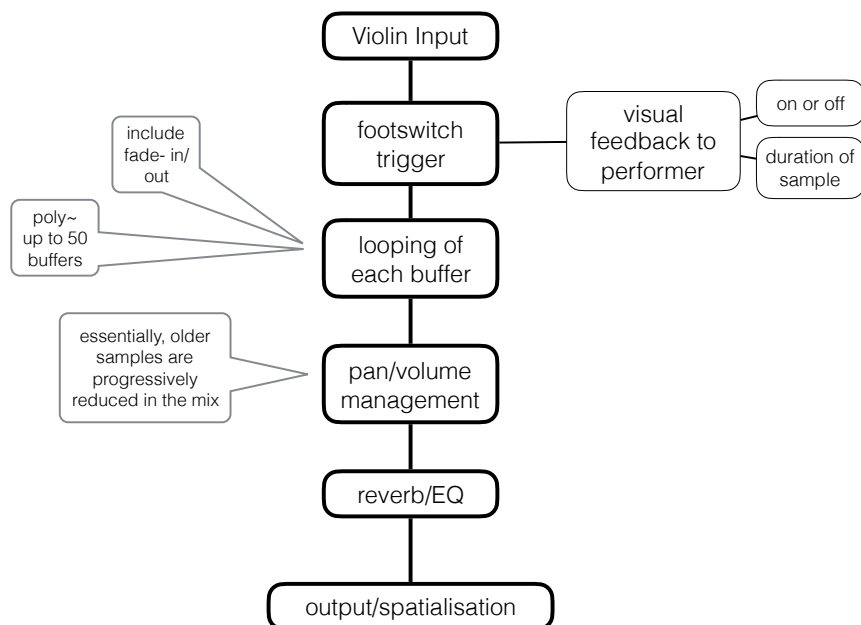 Violin Input
footswitch
trigger
visual
feedback to
performer
on or off
duration of
sample
include
fade- in/
out
poly~
up to 50
buffers
looping of
each buffer
essentially, older
samples are
progressively
reduced in the mix
pan/volume
management
reverb/EQ
output/spatialisation